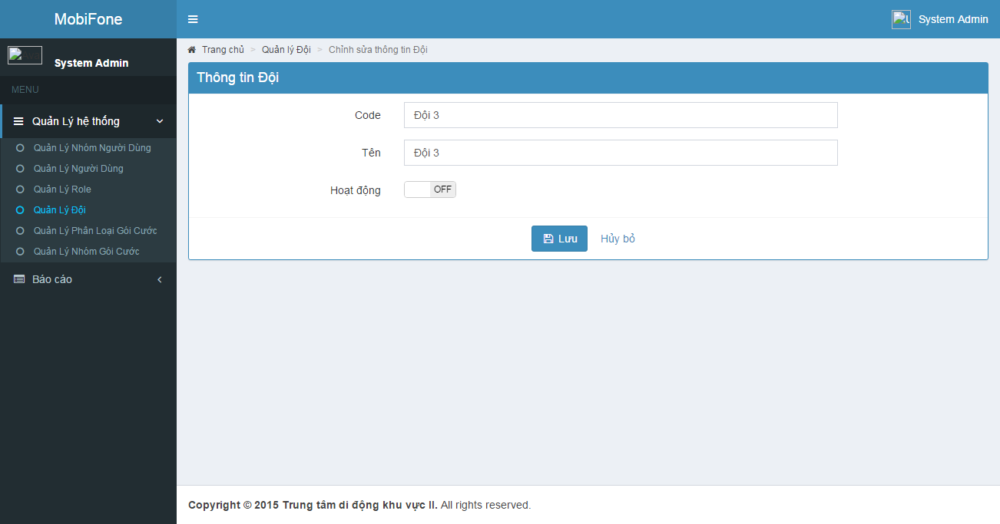 MobiFone
System Admin
System Admin
MENU
Quản Lý hệ thống
Quản Lý Nhóm Người Dùng
Quản Lý Người Dùng
Quản Lý Role
Quản Lý Đội
Quản Lý Phân Loại Gói Cước
Quản Lý Nhóm Gói Cước
Báo cáo
Trang chủ > Quản lý Đội > Chỉnh sửa thông tin Đội
Thông tin Đội
Code Đội 3
Tên Đội 3
Hoạt động OFF
Lưu Hủy bỏ
Copyright © 2015 Trung tâm di động khu vực II. All rights reserved.